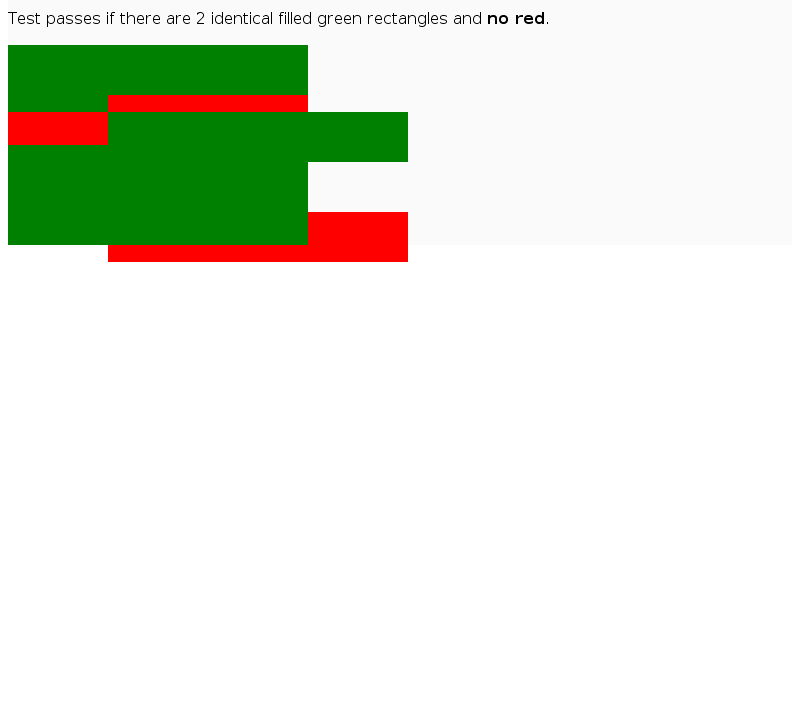 Test passes if there are 2 identical filled green rectangles and no red.